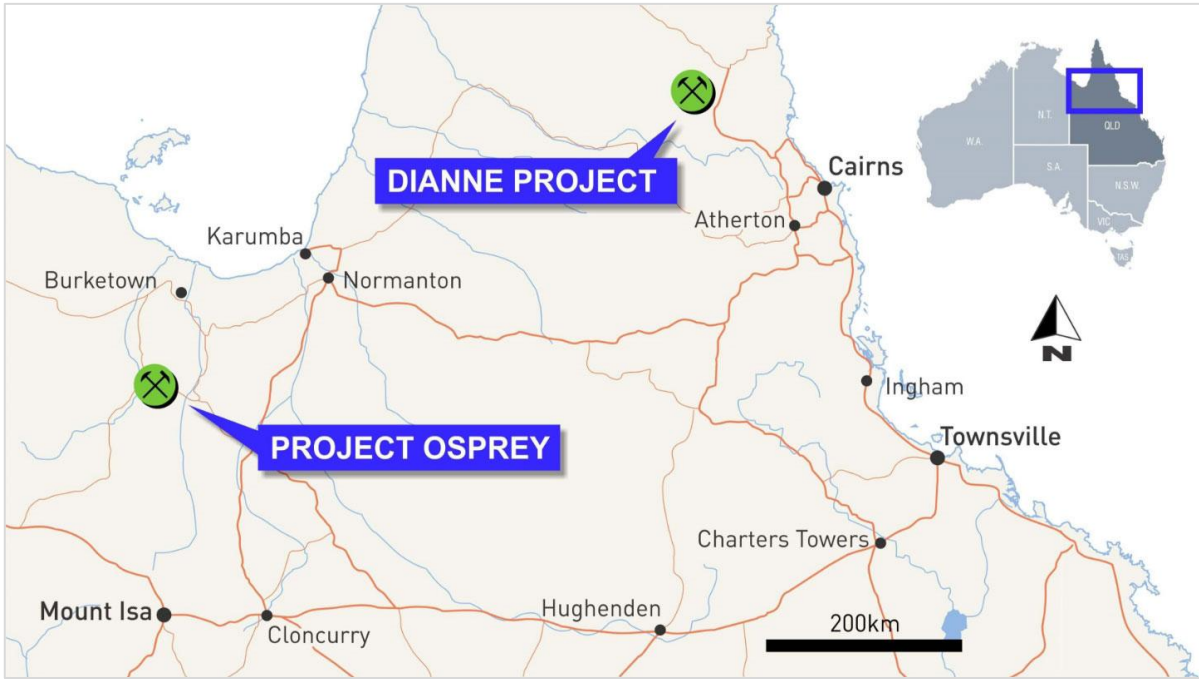 DIANNE PROJECT
Cairns
Atherton
Karumba
Burketown
Normanton
Ingham
PROJECT OSPREY
Townsville
Charters Towers
Mount Isa
Cloncurry
Hughenden
200km
N.T.
W.A.
QLD
S.A.
N.S.W.
VIC
TAS
N